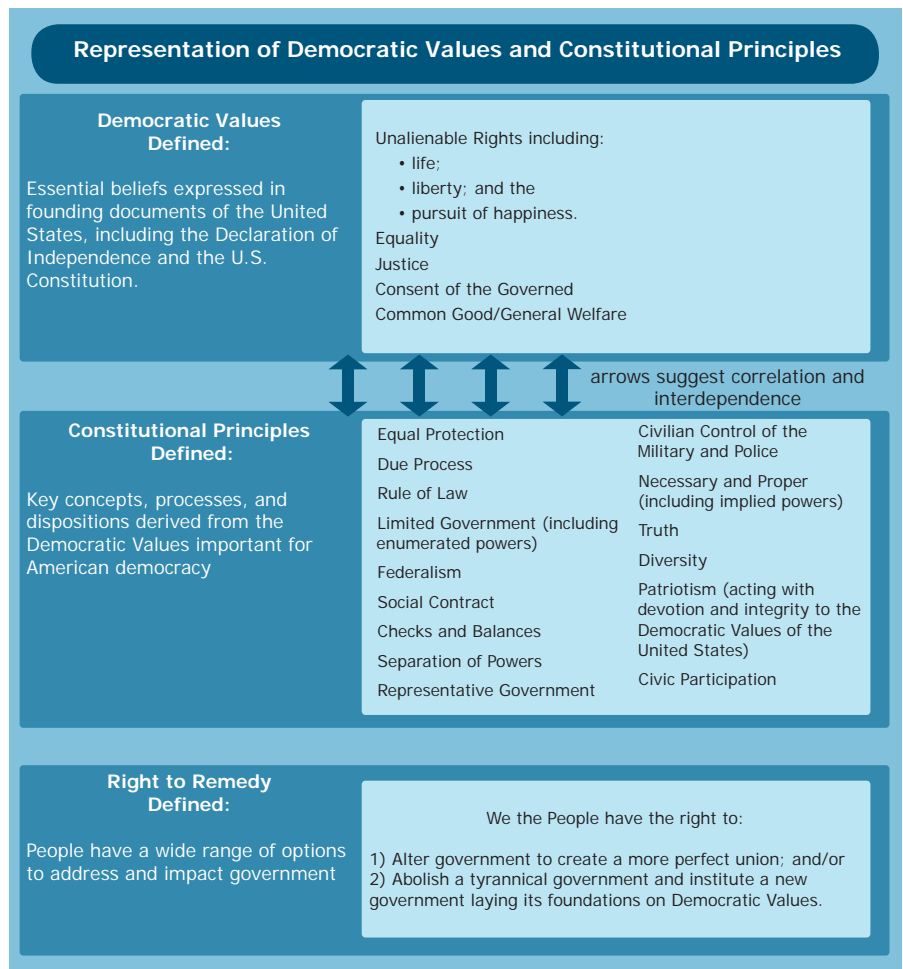 Representation of Democratic Values and Constitutional Principles
Democratic Values
Defined:
Essential beliefs expressed in
founding documents of the United
States, including the Declaration of
Independence and the U.S.
Constitution.
Unalienable Rights including:
• life;
• liberty; and the
• pursuit of happiness.
Equality
Justice
Consent of the Governed
Common Good/General Welfare
arrows suggest correlation and
interdependence
Constitutional Principles
Defined:
Key concepts, processes, and
dispositions derived from the
Democratic Values important for
American democracy
Equal Protection
Due Process
Rule of Law
Limited Government (including
enumerated powers)
Federalism
Social Contract
Checks and Balances
Separation of Powers
Representative Government
Civilian Control of the
Military and Police
Necessary and Proper
(including implied powers)
Truth
Diversity
Patriotism (acting with
devotion and integrity to the
Democratic Values of the
United States)
Civic Participation
Right to Remedy
Defined:
People have a wide range of options
to address and impact government
We the People have the right to:
1) Alter government to create a more perfect union; and/or
2) Abolish a tyrannical government and institute a new
government laying its foundations on Democratic Values.